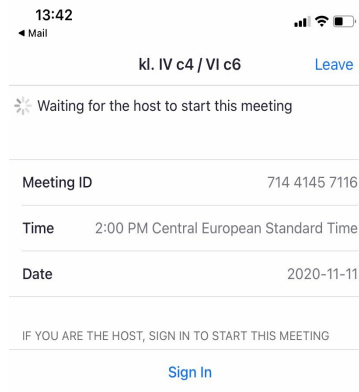 13:42
◄ Mail
kl. IV c4 / VI c6
Leave
Waiting for the host to start this meeting
Meeting ID
714 4145 7116
Time
2:00 PM Central European Standard Time
Date
2020-11-11
IF YOU ARE THE HOST, SIGN IN TO START THIS MEETING
Sign In